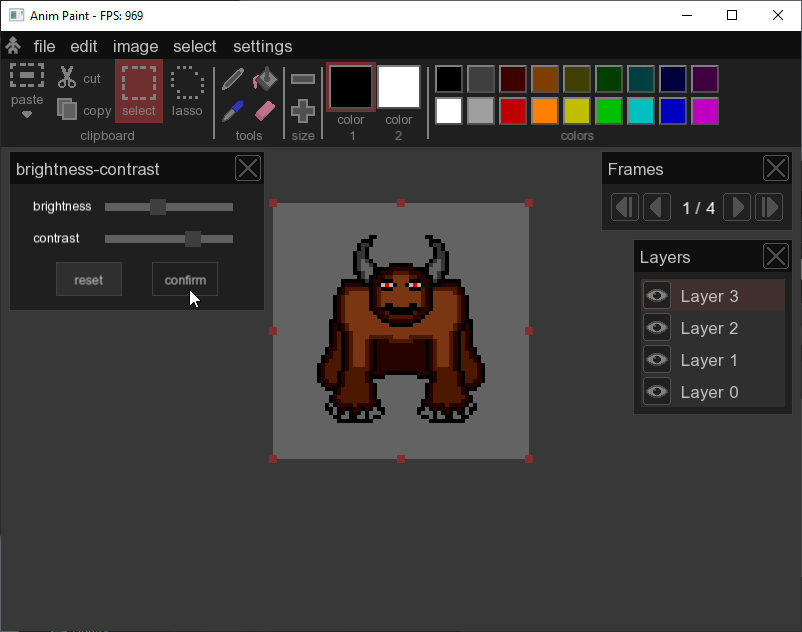 Anim Paint - FPS: 969
file edit image select settings
paste
cut
copy
select
lasso
clipboard
tools
size
color
1
color
2
colors
brightness-contrast
brightness
contrast
reset
confirm
Frames
1 / 4
Layers
Layer 3
Layer 2
Layer 1
Layer 0